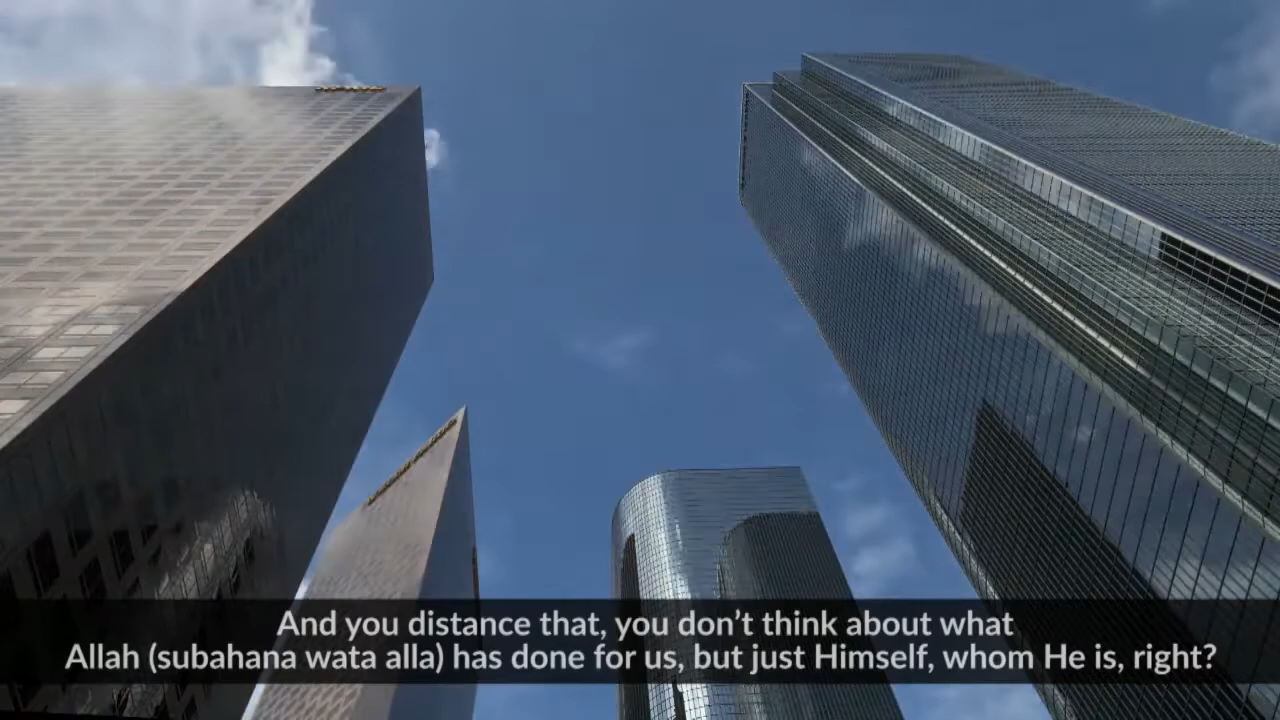 And you distance that, you don't think about what
Allah (subahana wata alla) has done for us, but just Himself, whom He is, right?